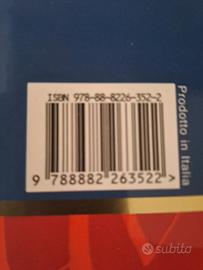 ISBN 978-88-8226-352-2
9 788882 263522 >
Prodotto in Italia
subito